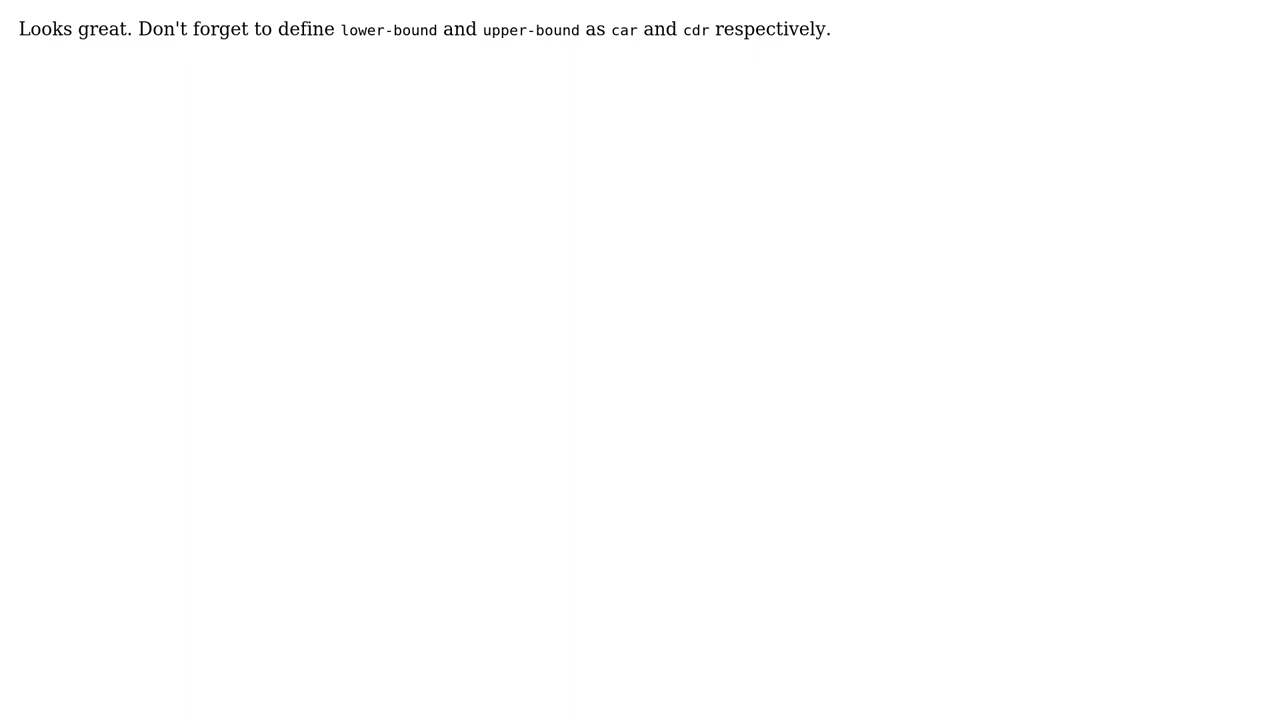 Looks great. Don't forget to define lower-bound and upper-bound as car and cdr respectively.